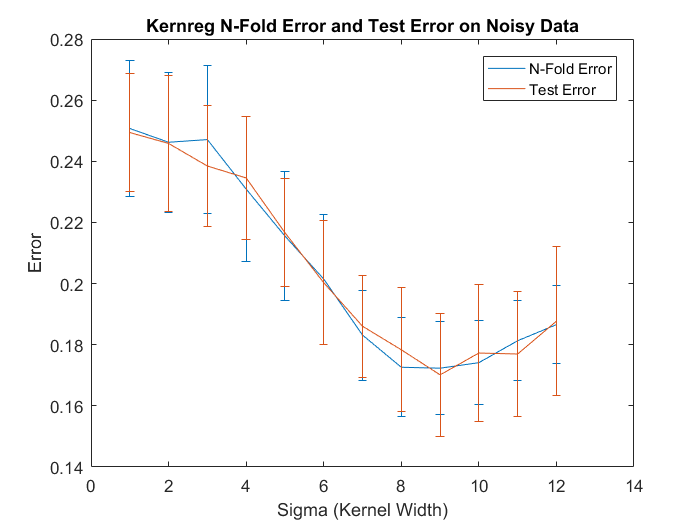 Kernreg N-Fold Error and Test Error on Noisy Data
0.28
0.26
0.24
0.22
0.2
0.18
0.16
0.14
Error
N-Fold Error
Test Error
0 2 4 6 8 10 12 14
Sigma (Kernel Width)